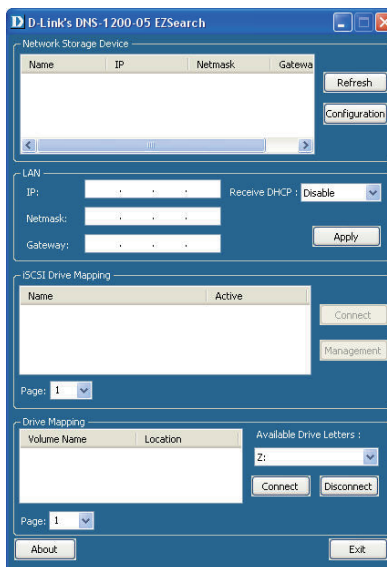 D D-Link's DNS-1200-05 EZSearch
Network Storage Device
Name IP Netmask Gatewa
Refresh
Configuration
LAN
IP: . . . Receive DHCP : Disable
Netmask: . . .
Gateway: . . .
Apply
iSCSI Drive Mapping
Name Active
Connect
Management
Page: 1
Drive Mapping
Volume Name Location
Available Drive Letters :
Z:
Connect Disconnect
Page: 1
About Exit